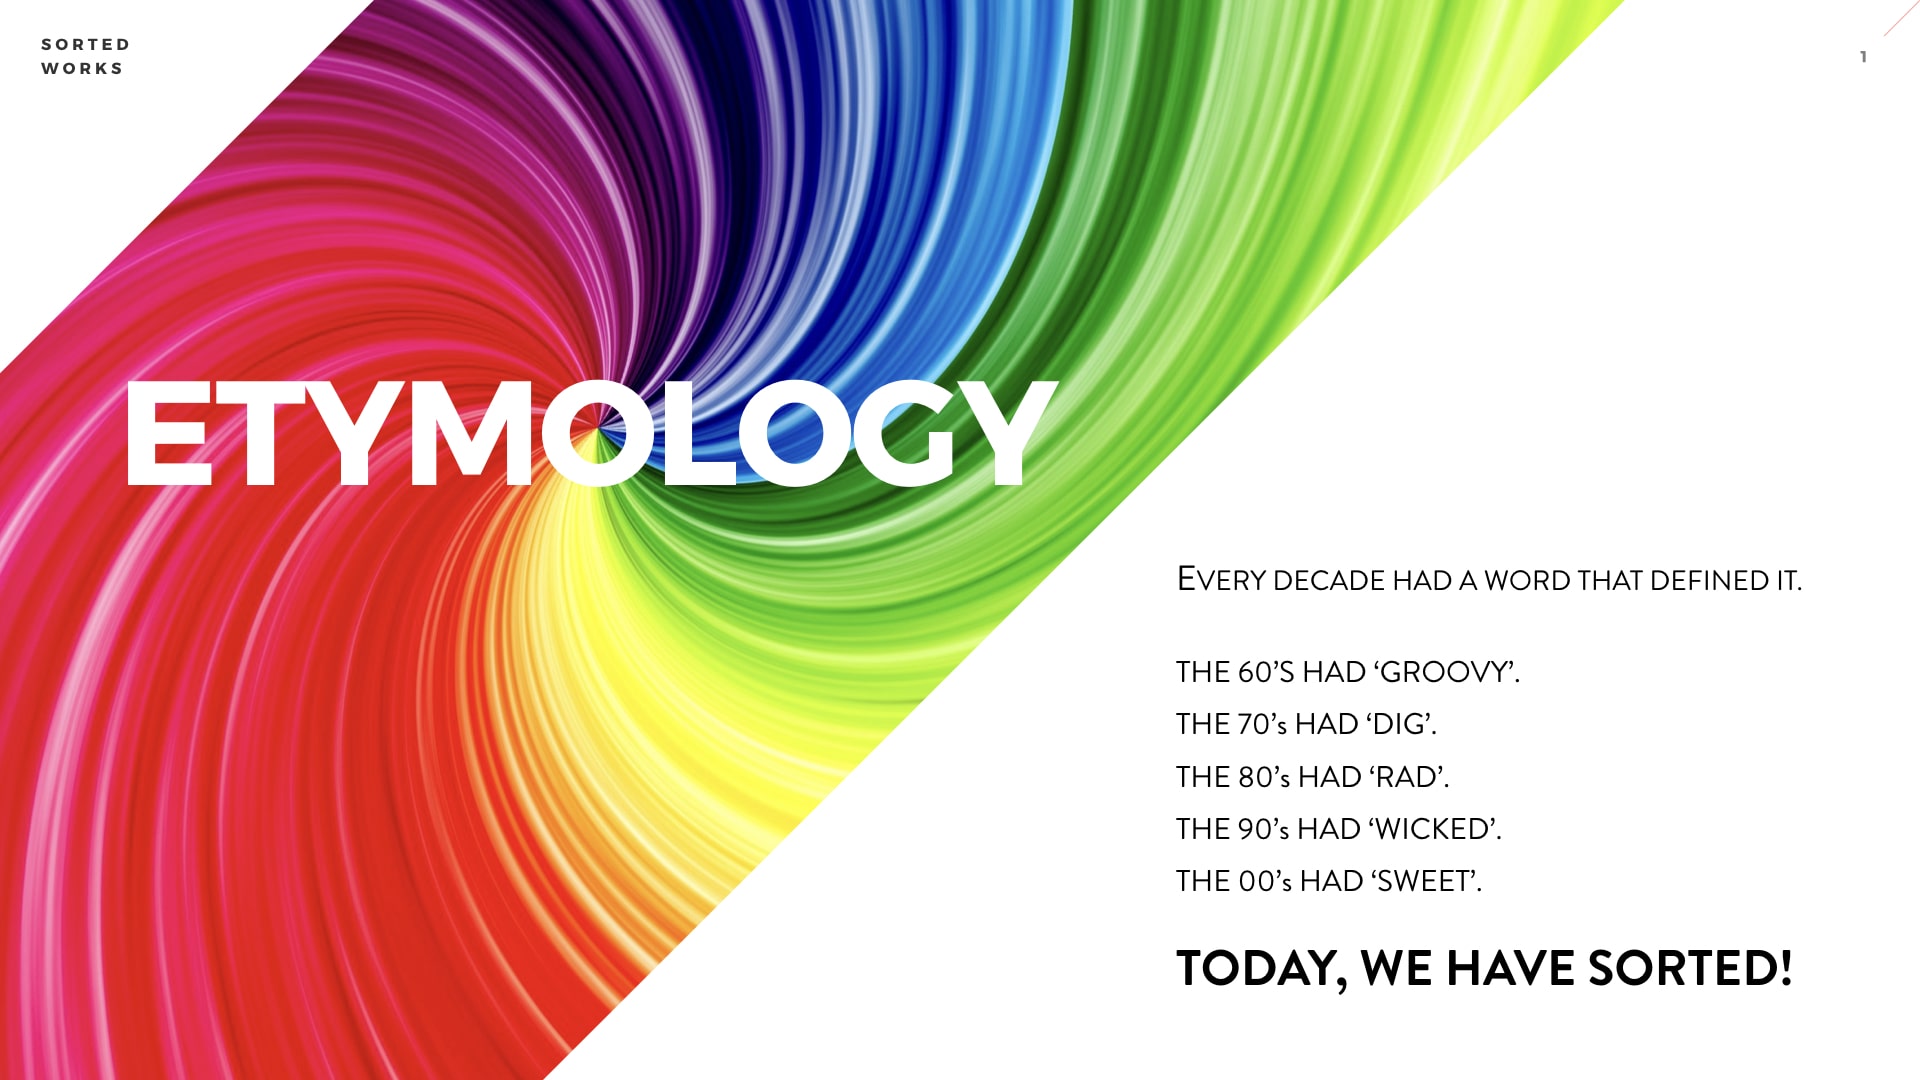 SORTED
WORKS
1
ETYMOLOGY
EVERY DECADE HAD A WORD THAT DEFINED IT.
THE 60’S HAD ‘GROOVY’.
THE 70’s HAD ‘DIG’.
THE 80’s HAD ‘RAD’.
THE 90’s HAD ‘WICKED’.
THE 00’s HAD ‘SWEET’.
TODAY, WE HAVE SORTED!